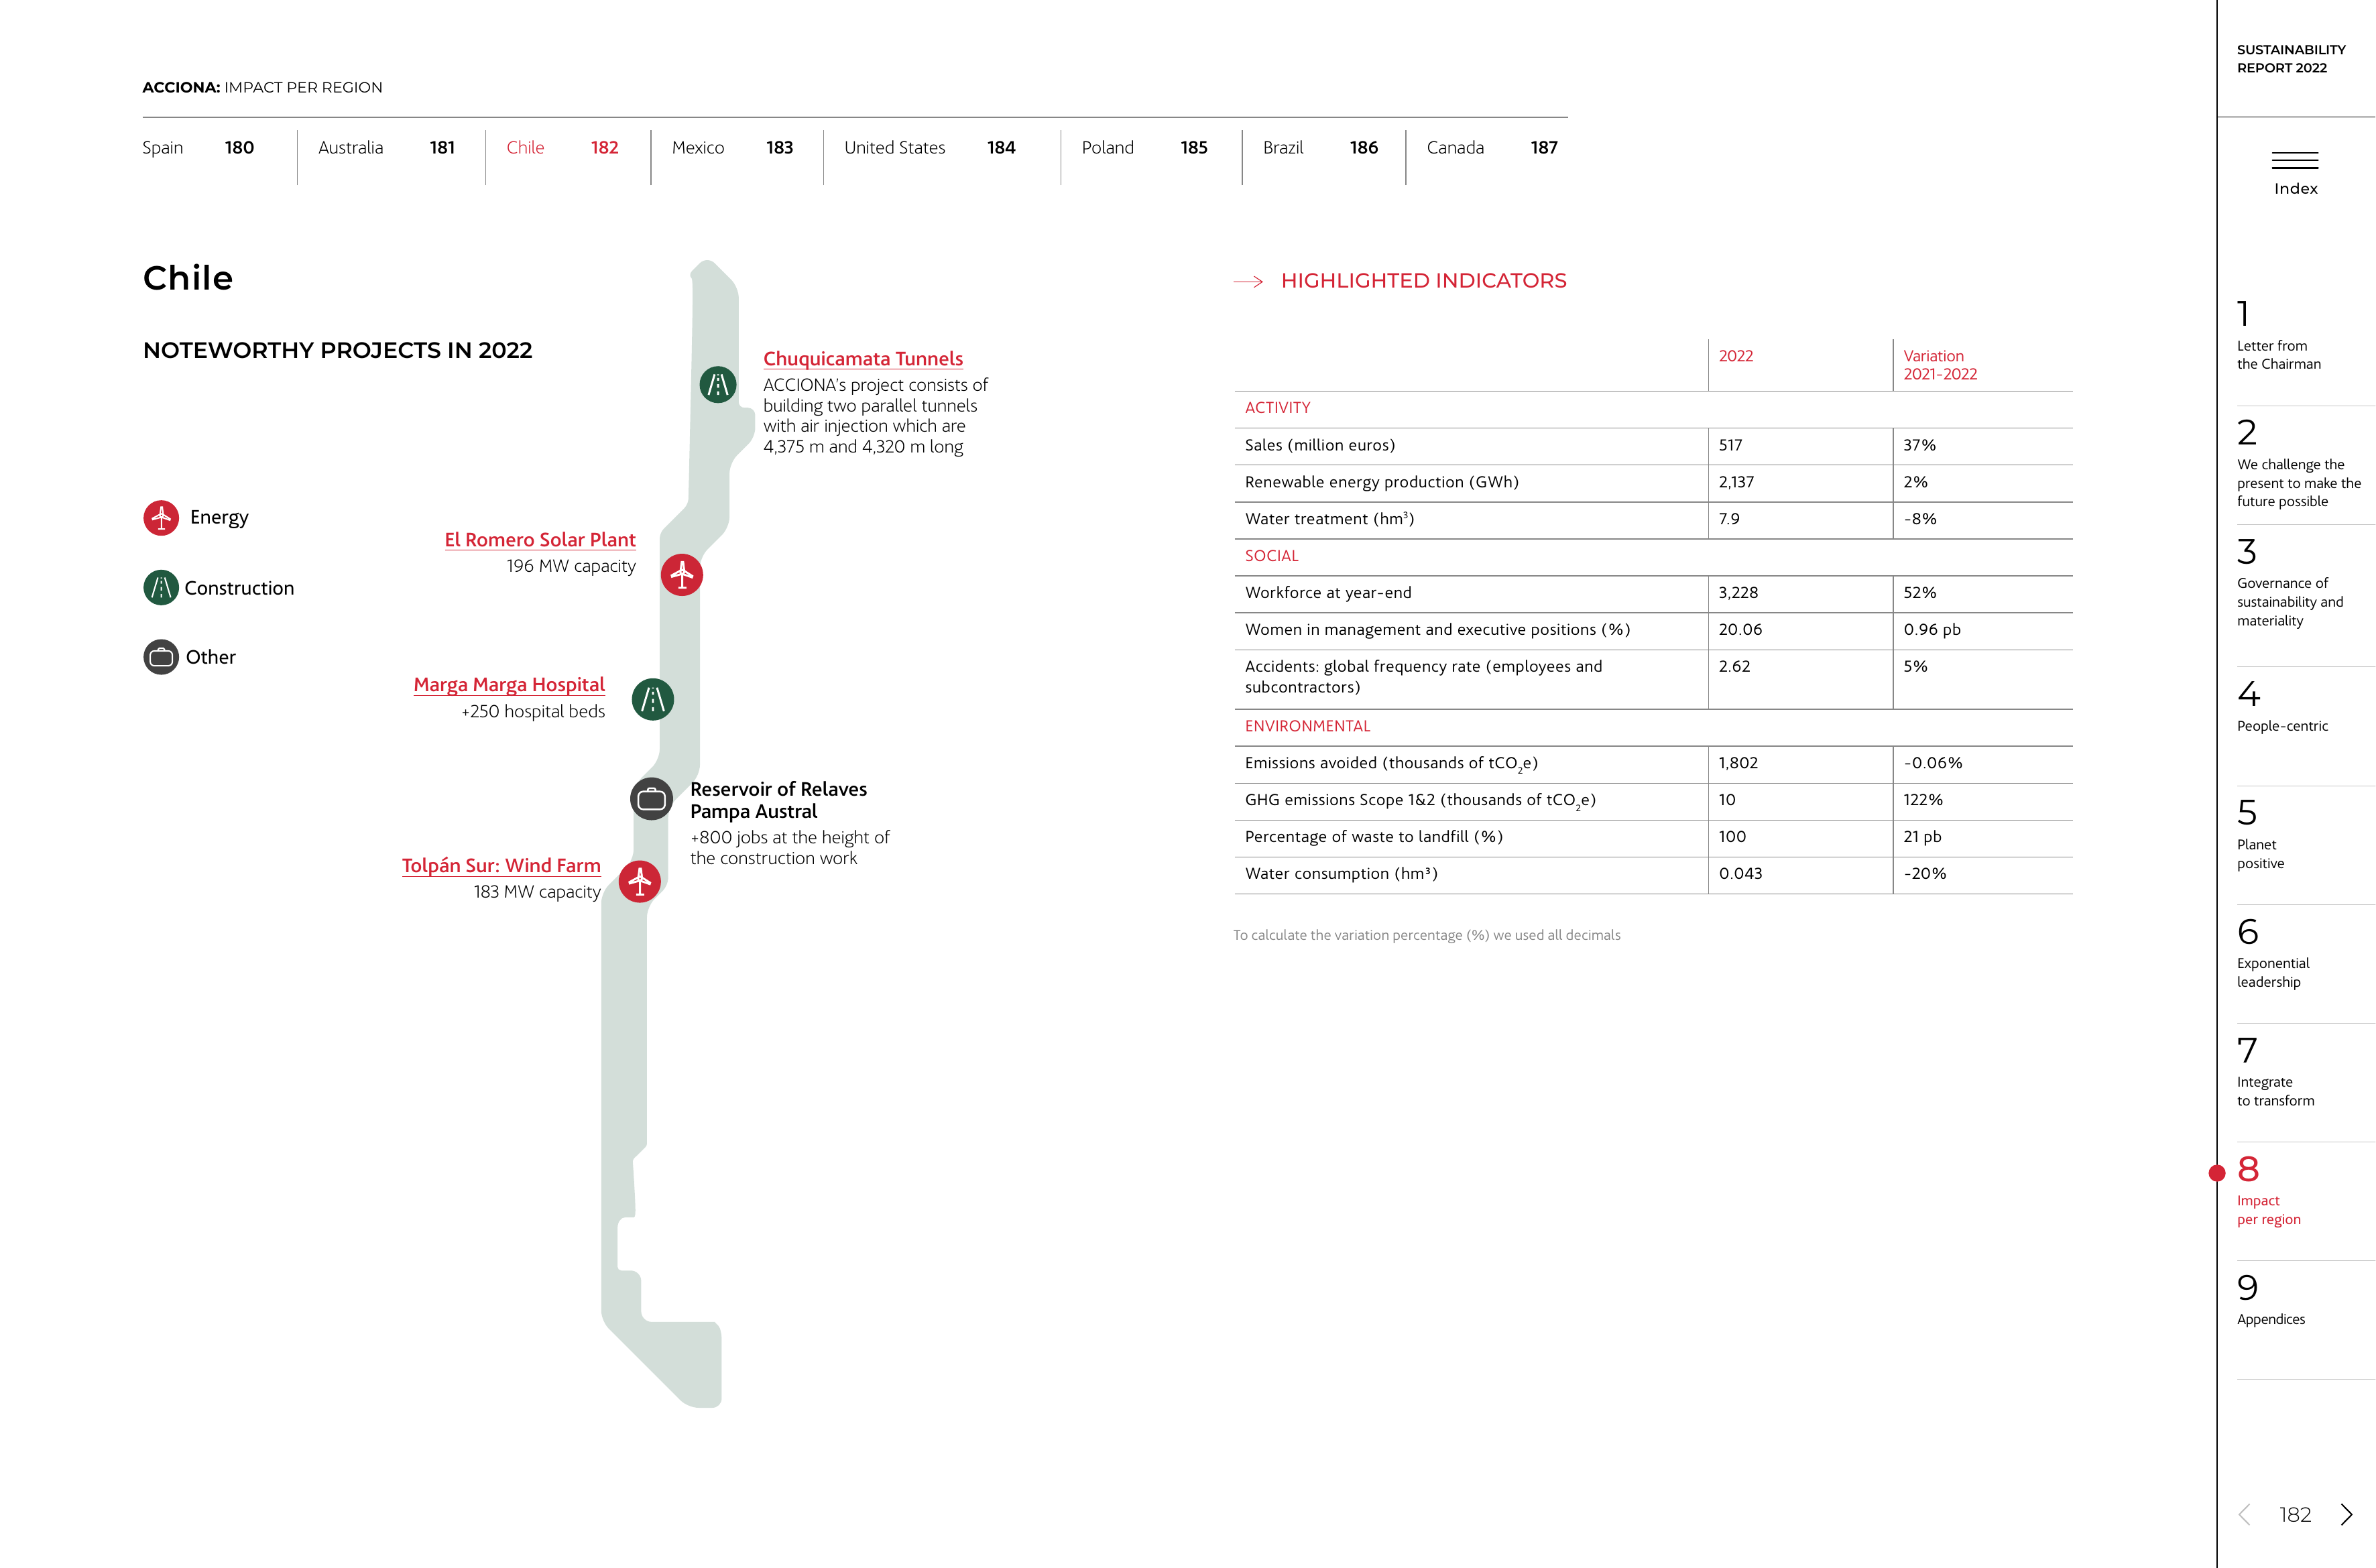 ACCIONA: IMPACT PER REGION
Spain 180 Australia 181 Chile 182 Mexico 183 United States 184 Poland 185 Brazil 186 Canada 187
Chile
NOTEWORTHY PROJECTS IN 2022
Energy
Construction
Other
Chuquicamata Tunnels
ACCIONA's project consists of
building two parallel tunnels
with air injection which are
4,375 m and 4,320 m long
El Romero Solar Plant
196 MW capacity
Marga Marga Hospital
+250 hospital beds
Reservoir of Relaves
Pampa Austral
+800 jobs at the height of
the construction work
Tolpán Sur: Wind Farm
183 MW capacity
HIGHLIGHTED INDICATORS
2022 Variation
2021-2022
ACTIVITY
Sales (million euros) 517 37%
Renewable energy production (GWh) 2,137 2%
Water treatment (hm³) 7.9 -8%
SOCIAL
Workforce at year-end 3,228 52%
Women in management and executive positions (%) 20.06 0.96 pb
Accidents: global frequency rate (employees and 2.62 5%
subcontractors)
ENVIRONMENTAL
Emissions avoided (thousands of tCO₂e) 1,802 -0.06%
GHG emissions Scope 1&2 (thousands of tCO₂e) 10 122%
Percentage of waste to landfill (%) 100 21 pb
Water consumption (hm³) 0.043 -20%
To calculate the variation percentage (%) we used all decimals
SUSTAINABILITY
REPORT 2022
Index
1
Letter from
the Chairman
2
We challenge the
present to make the
future possible
3
Governance of
sustainability and
materiality
4
People-centric
5
Planet
positive
6
Exponential
leadership
7
Integrate
to transform
8
Impact
per region
9
Appendices
182